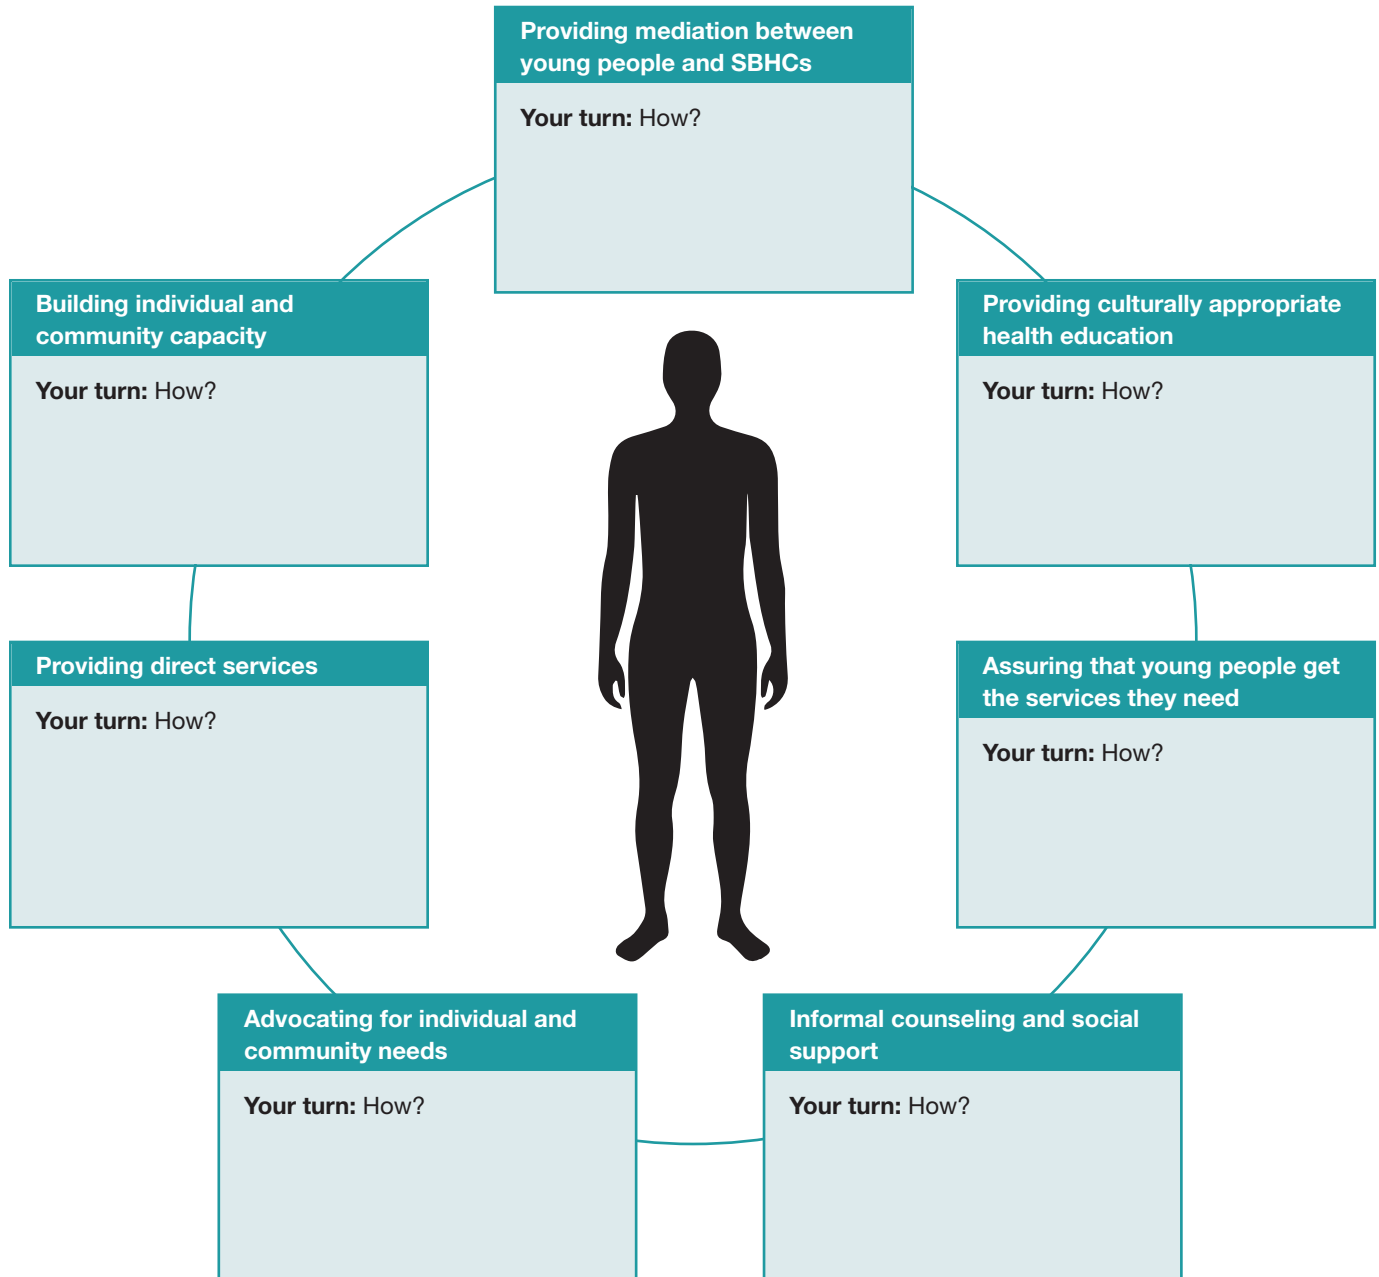 Providing mediation between
young people and SBHCs
Your turn: How?
Building individual and
community capacity
Your turn: How?
Providing culturally appropriate
health education
Your turn: How?
Providing direct services
Your turn: How?
Assuring that young people get
the services they need
Your turn: How?
Advocating for individual and
community needs
Your turn: How?
Informal counseling and social
support
Your turn: How?